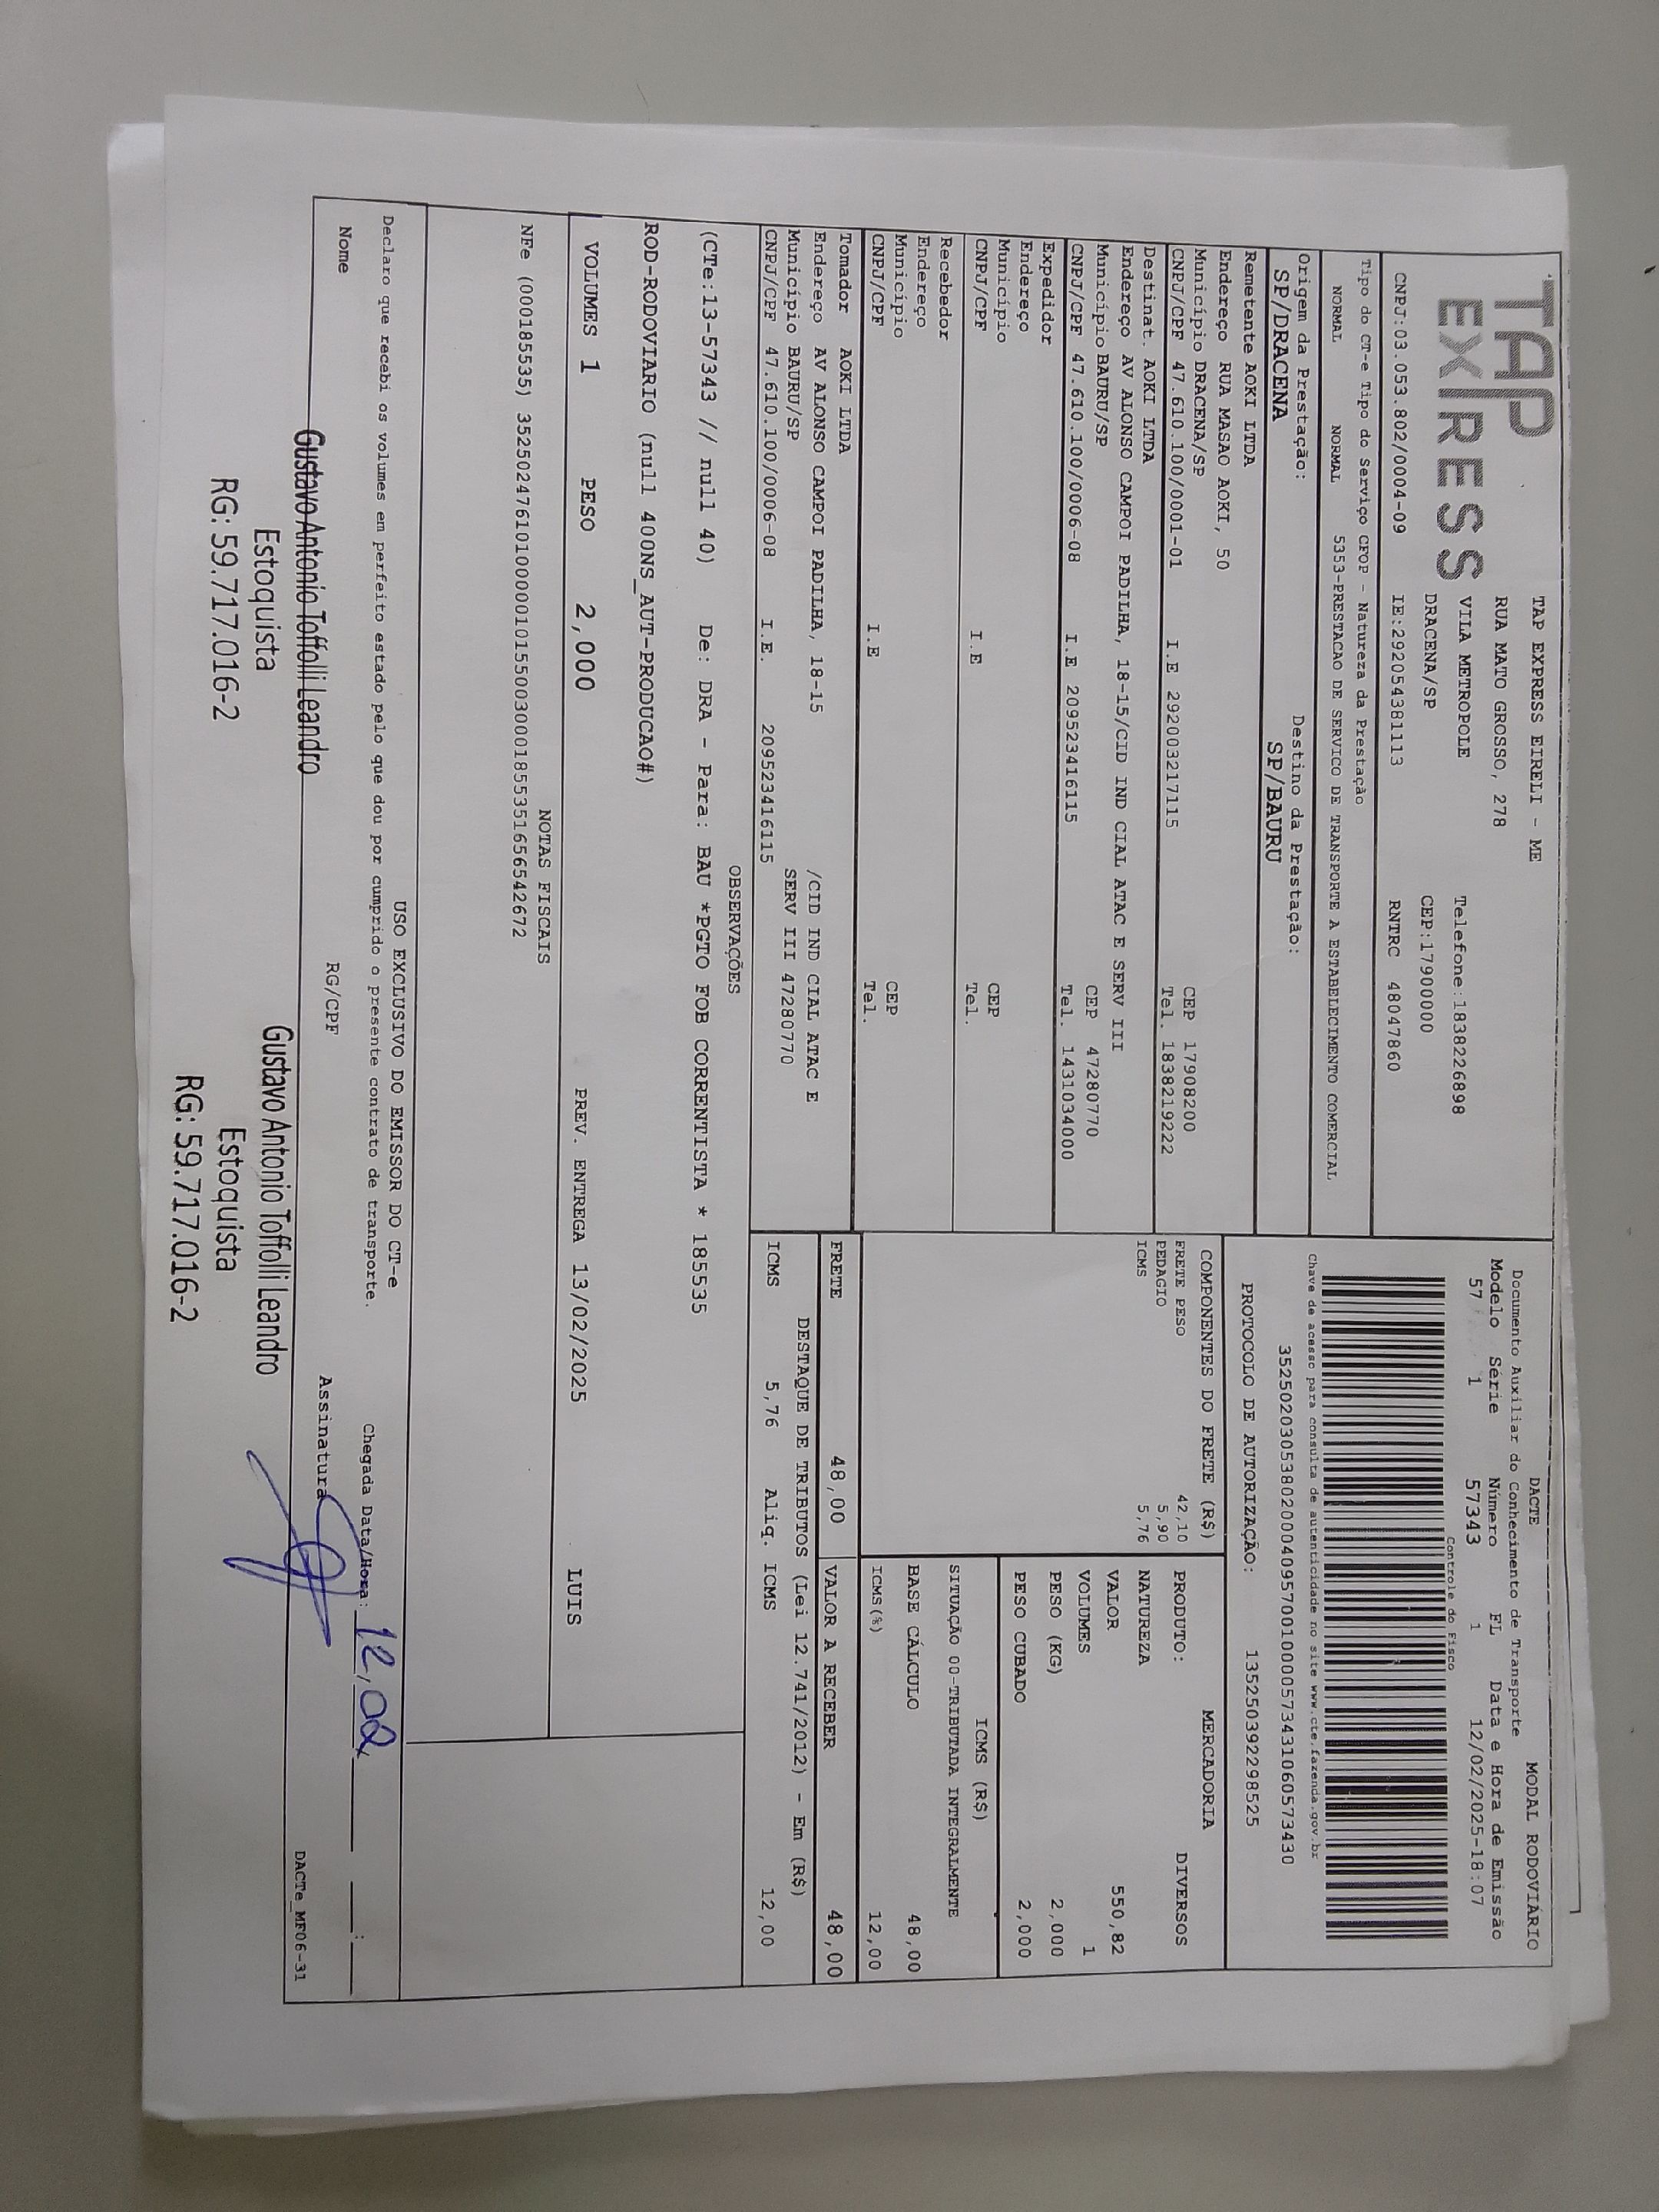 TAP EXPRESS
TAP EXPRESS EIRELI - ME
RUA MATO GROSSO, 278
VILA METROPOLE Telefone:1838226898
DRACENA/SP CEP:17900000
CNPJ:03.053.802/0004-09 IE:292054381113 RNTRC 48047860
DACTE MODAL RODOVIÁRIO
Documento Auxiliar do Conhecimento de Transporte
Modelo Série Número FL Data e Hora de Emissão
57 1 57343 1 12/02/2025-18:07
Controle do Fisco
Chave de acesso para consulta de autenticidade no site www.cte.fazenda.gov.br
35250203053802000409570010000573431060573430
PROTOCOLO DE AUTORIZAÇÃO: 135250392298525
Tipo do CT-e Tipo do Serviço CFOP - Natureza da Prestação
NORMAL NORMAL 5353-PRESTACAO DE SERVICO DE TRANSPORTE A ESTABELECIMENTO COMERCIAL
Origem da Prestação: Destino da Prestação:
SP/DRACENA SP/BAURU
Remetente AOKI LTDA
Endereço RUA MASAO AOKI, 50
Município DRACENA/SP CEP 17908200
CNPJ/CPF 47.610.100/0001-01 I.E 292003217115 Tel. 1838219222
Destinat. AOKI LTDA
Endereço AV ALONSO CAMPOI PADILHA, 18-15/CID IND CIAL ATAC E SERV III
Município BAURU/SP CEP 47280770
CNPJ/CPF 47.610.100/0006-08 I.E 209523416115 Tel. 1431034000
Expedidor
Endereço
Município CEP
CNPJ/CPF I.E Tel.
Recebedor
Endereço
Município CEP
CNPJ/CPF I.E Tel.
Tomador AOKI LTDA
Endereço AV ALONSO CAMPOI PADILHA, 18-15 /CID IND CIAL ATAC E
Município BAURU/SP SERV III 47280770
CNPJ/CPF 47.610.100/0006-08 I.E. 209523416115
COMPONENTES DO FRETE (R$)
FRETE PESO 42,10
PEDAGIO 5,90
ICMS 5,76
MERCADORIA
PRODUTO: DIVERSOS
NATUREZA
VALOR 550,82
VOLUMES 1
PESO (KG) 2,000
PESO CUBADO 2,000
ICMS (R$)
SITUAÇÃO 00-TRIBUTADA INTEGRALMENTE
BASE CÁLCULO 48,00
ICMS(%) 12,00
FRETE 48,00 VALOR A RECEBER 48,00
DESTAQUE DE TRIBUTOS (Lei 12.741/2012) - Em (R$)
ICMS 5,76 Aliq. ICMS 12,00
OBSERVAÇÕES
(CTe:13-57343 // null 40) De: DRA - Para: BAU *PGTO FOB CORRENTISTA * 185535
ROD-RODOVIARIO (null 400NS_AUT-PRODUCAO#)
VOLUMES 1 PESO 2,000 PREV. ENTREGA 13/02/2025 LUIS
NOTAS FISCAIS
NFe (000185535) 35250247610100000101550030001855351656542672
USO EXCLUSIVO DO EMISSOR DO CT-e
Declaro que recebi os volumes em perfeito estado pelo que dou por cumprido o presente contrato de transporte.
Chegada Data/Hora: 12/02/
Nome RG/CPF Assinatura
DACTe_MF06-31
Gustavo Antonio Toffolli Leandro
Estoquista
RG: 59.717.016-2
Gustavo Antonio Toffolli Leandro
Estoquista
RG: 59.717.016-2